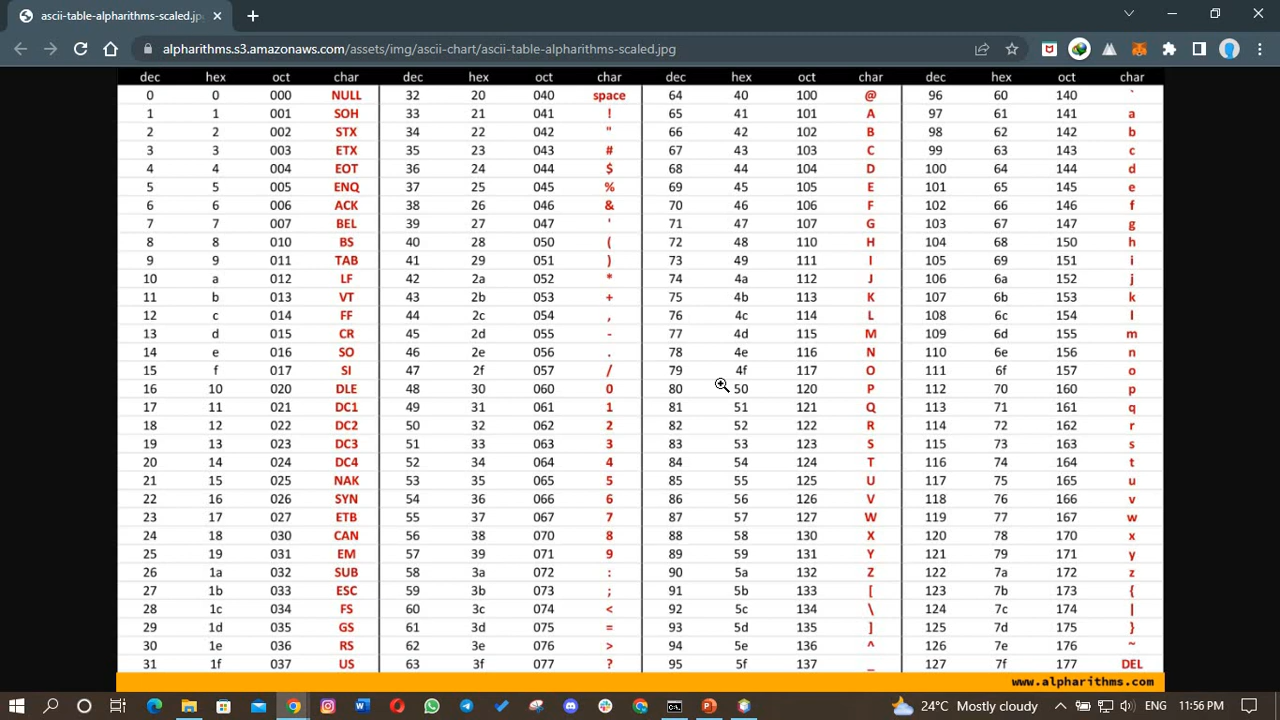 ascii-table-alpharithms-scaled.jp
alpharithms.s3.amazonaws.com/assets/img/ascii-chart/ascii-table-alpharithms-scaled.jpg
dec hex oct char dec hex oct char dec hex oct char dec hex oct char
0 0 000 NULL 32 20 040 space 64 40 100 @ 96 60 140 `
1 1 001 SOH 33 21 041 ! 65 41 101 A 97 61 141 a
2 2 002 STX 34 22 042 " 66 42 102 B 98 62 142 b
3 3 003 ETX 35 23 043 # 67 43 103 C 99 63 143 c
4 4 004 EOT 36 24 044 $ 68 44 104 D 100 64 144 d
5 5 005 ENQ 37 25 045 % 69 45 105 E 101 65 145 e
6 6 006 ACK 38 26 046 & 70 46 106 F 102 66 146 f
7 7 007 BEL 39 27 047 ' 71 47 107 G 103 67 147 g
8 8 010 BS 40 28 050 ( 72 48 110 H 104 68 150 h
9 9 011 TAB 41 29 051 ) 73 49 111 I 105 69 151 i
10 a 012 LF 42 2a 052 * 74 4a 112 J 106 6a 152 j
11 b 013 VT 43 2b 053 + 75 4b 113 K 107 6b 153 k
12 c 014 FF 44 2c 054 , 76 4c 114 L 108 6c 154 l
13 d 015 CR 45 2d 055 - 77 4d 115 M 109 6d 155 m
14 e 016 SO 46 2e 056 . 78 4e 116 N 110 6e 156 n
15 f 017 SI 47 2f 057 / 79 4f 117 O 111 6f 157 o
16 10 020 DLE 48 30 060 0 80 50 120 P 112 70 160 p
17 11 021 DC1 49 31 061 1 81 51 121 Q 113 71 161 q
18 12 022 DC2 50 32 062 2 82 52 122 R 114 72 162 r
19 13 023 DC3 51 33 063 3 83 53 123 S 115 73 163 s
20 14 024 DC4 52 34 064 4 84 54 124 T 116 74 164 t
21 15 025 NAK 53 35 065 5 85 55 125 U 117 75 165 u
22 16 026 SYN 54 36 066 6 86 56 126 V 118 76 166 v
23 17 027 ETB 55 37 067 7 87 57 127 W 119 77 167 w
24 18 030 CAN 56 38 070 8 88 58 130 X 120 78 170 x
25 19 031 EM 57 39 071 9 89 59 131 Y 121 79 171 y
26 1a 032 SUB 58 3a 072 : 90 5a 132 Z 122 7a 172 z
27 1b 033 ESC 59 3b 073 ; 91 5b 133 [ 123 7b 173 {
28 1c 034 FS 60 3c 074 < 92 5c 134 \ 124 7c 174 |
29 1d 035 GS 61 3d 075 = 93 5d 135 ] 125 7d 175 }
30 1e 036 RS 62 3e 076 > 94 5e 136 ^ 126 7e 176 ~
31 1f 037 US 63 3f 077 ? 95 5f 137 _ 127 7f 177 DEL
www.alpharithms.com
24°C Mostly cloudy ENG 11:56 PM